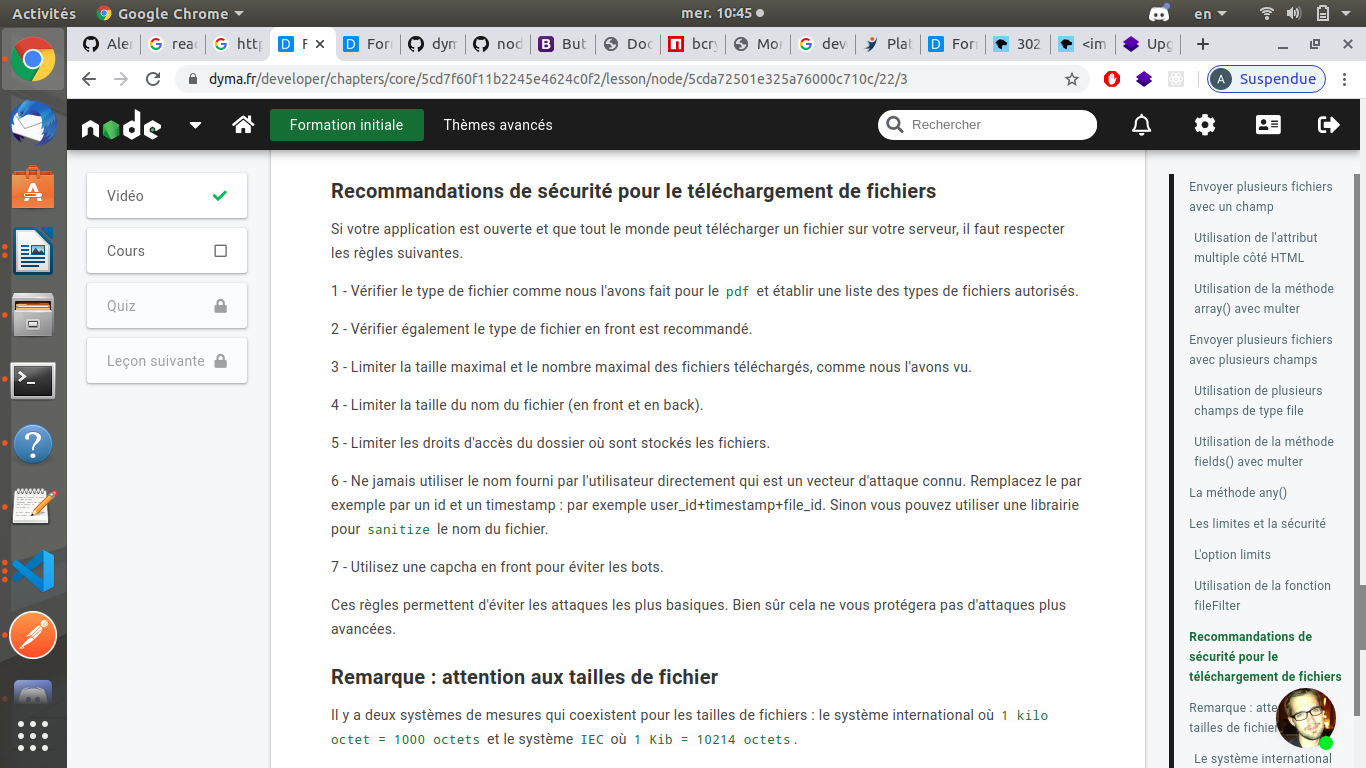 Activités
Google Chrome
mer. 10:45
en
Aler
reac
http
F
For
dym
nod
But
Doc
bcry
Mor
deve
Plat
For
302
<im
Upg
dyma.fr/developer/chapters/core/5cd7f60f11b2245e4624c0f2/lesson/node/5cda72501e325a76000c710c/22/3
A Suspendue
node
Formation initiale
Thèmes avancés
Rechercher
Vidéo
Cours
Quiz
Leçon suivante
Recommandations de sécurité pour le téléchargement de fichiers
Si votre application est ouverte et que tout le monde peut télécharger un fichier sur votre serveur, il faut respecter
les règles suivantes.
1 - Vérifier le type de fichier comme nous l'avons fait pour le pdf et établir une liste des types de fichiers autorisés.
2 - Vérifier également le type de fichier en front est recommandé.
3 - Limiter la taille maximal et le nombre maximal des fichiers téléchargés, comme nous l'avons vu.
4 - Limiter la taille du nom du fichier (en front et en back).
5 - Limiter les droits d'accès du dossier où sont stockés les fichiers.
6 - Ne jamais utiliser le nom fourni par l'utilisateur directement qui est un vecteur d'attaque connu. Remplacez le par
exemple par un id et un timestamp : par exemple user_id+timestamp+file_id. Sinon vous pouvez utiliser une librairie
pour sanitize le nom du fichier.
7 - Utilisez une capcha en front pour éviter les bots.
Ces règles permettent d'éviter les attaques les plus basiques. Bien sûr cela ne vous protégera pas d'attaques plus
avancées.
Remarque : attention aux tailles de fichier
Il y a deux systèmes de mesures qui coexistent pour les tailles de fichiers : le système international où 1 kilo
octet = 1000 octets et le système IEC où 1 Kib = 10214 octets.
Envoyer plusieurs fichiers
avec un champ
Utilisation de l'attribut
multiple côté HTML
Utilisation de la méthode
array() avec multer
Envoyer plusieurs fichiers
avec plusieurs champs
Utilisation de plusieurs
champs de type file
Utilisation de la méthode
fields() avec multer
La méthode any()
Les limites et la sécurité
L'option limits
Utilisation de la fonction
fileFilter
Recommandations de
sécurité pour le
téléchargement de fichiers
Remarque : atte
tailles de fichier
Le système international